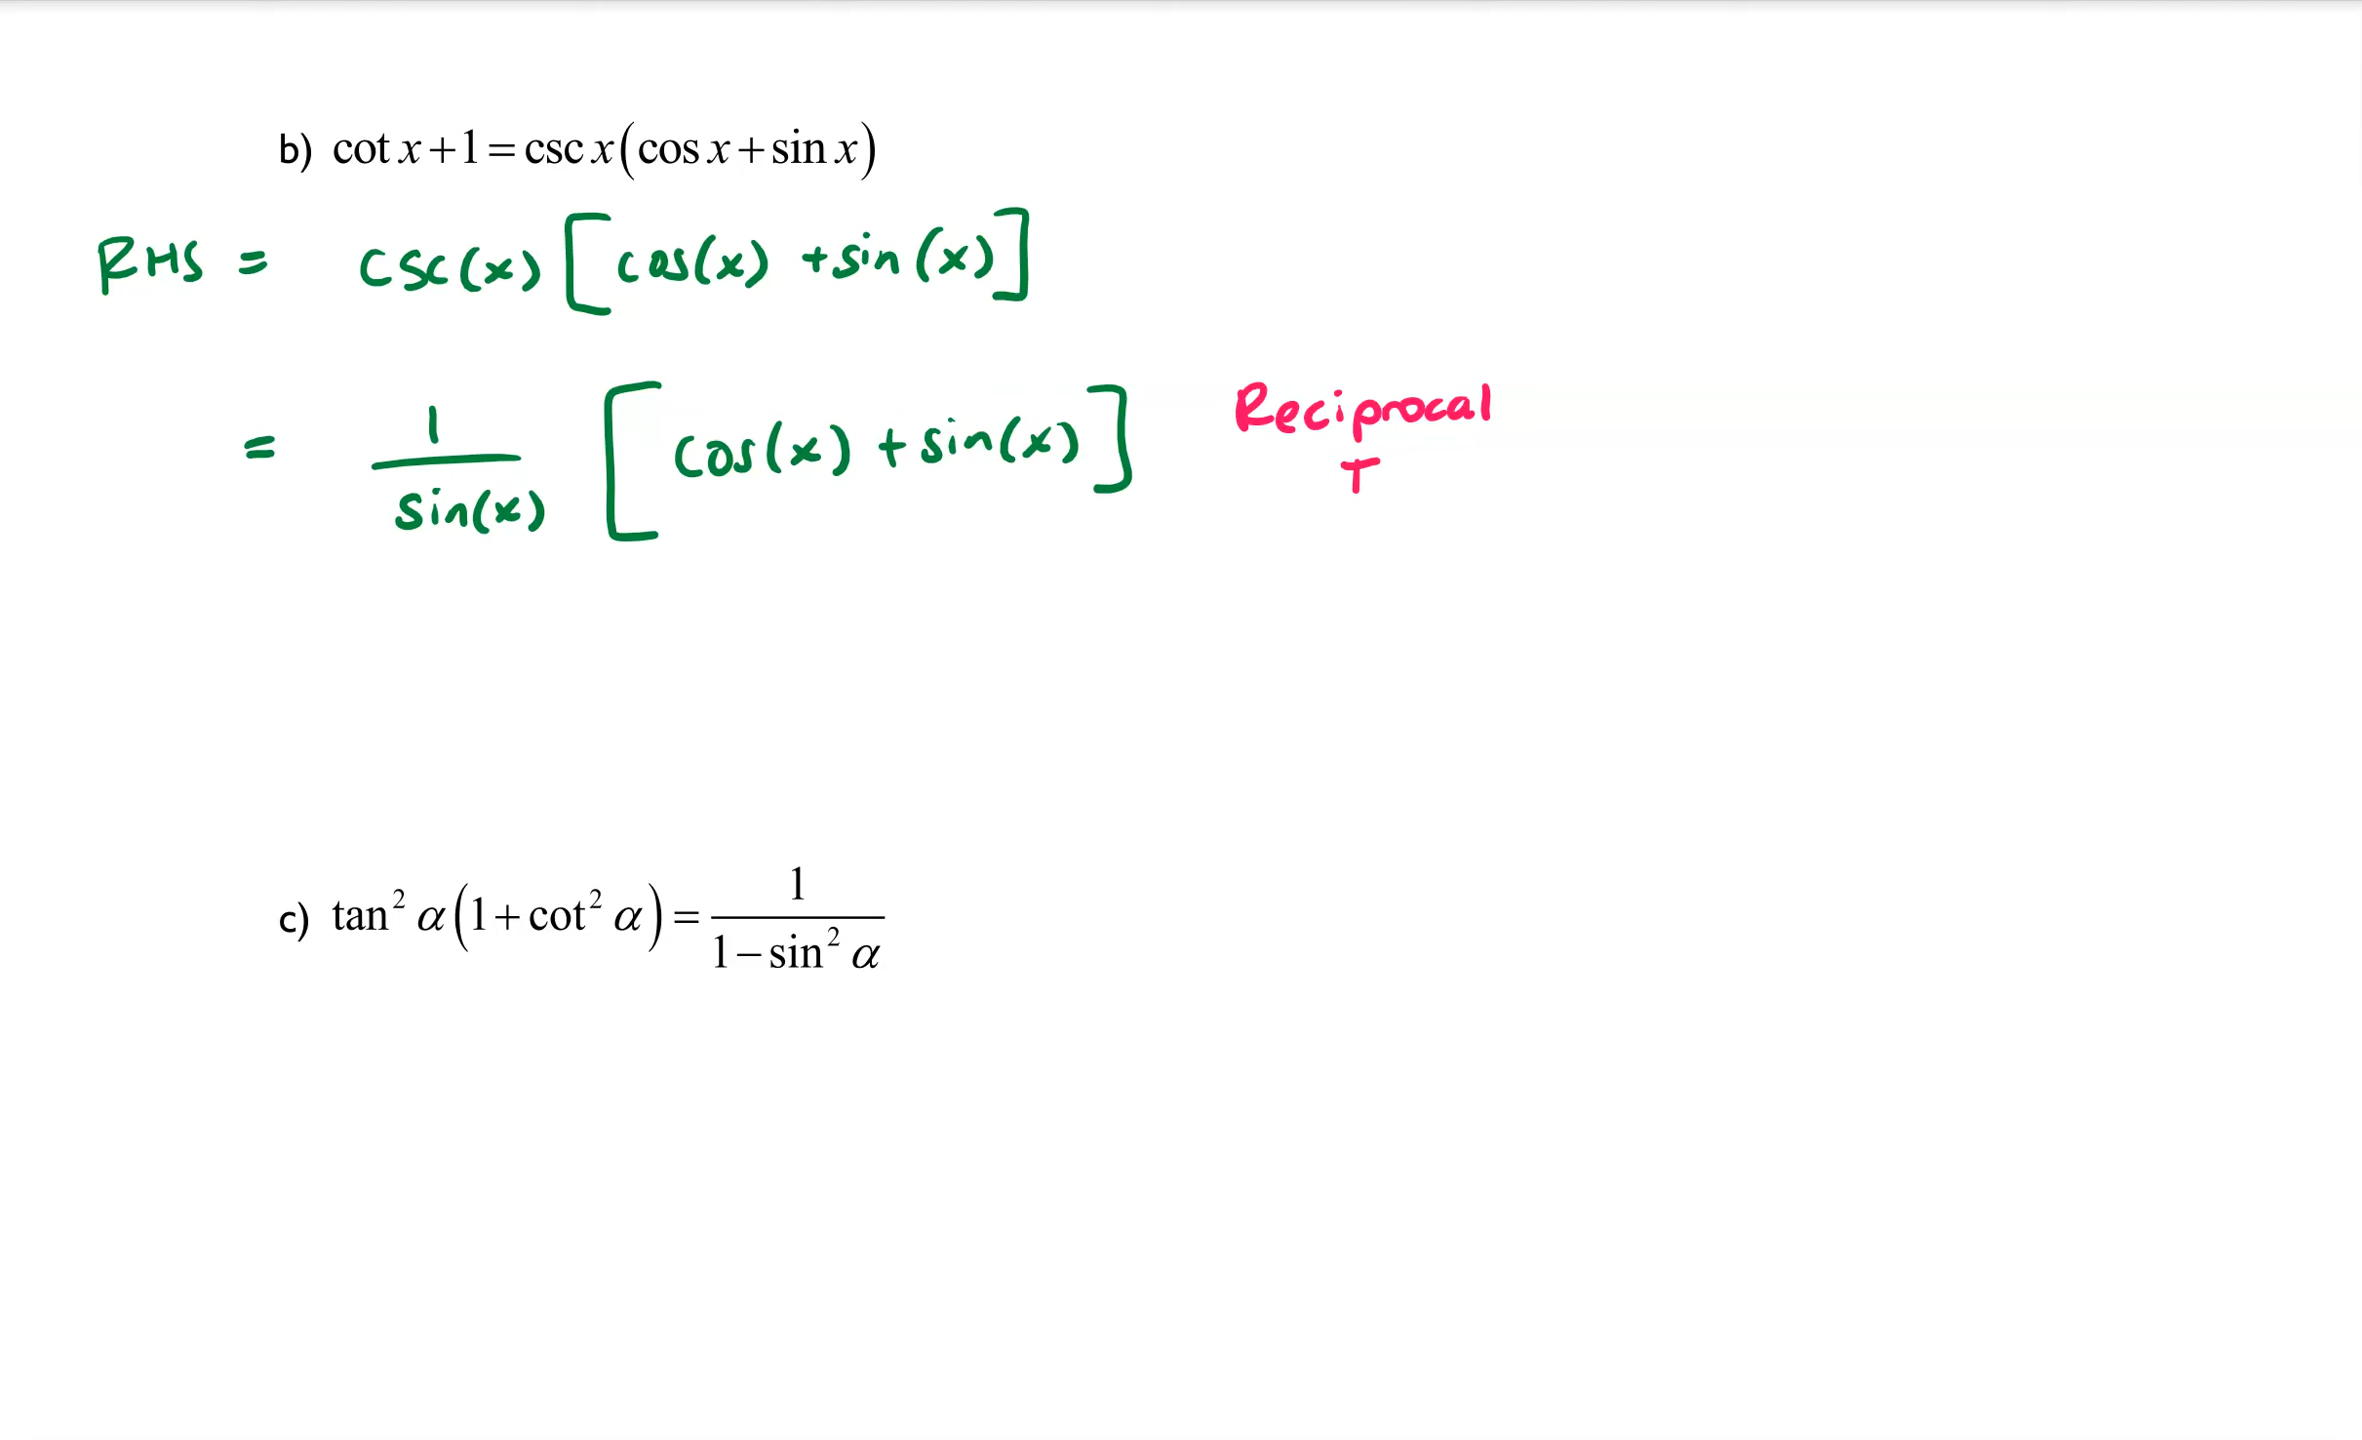 b) cot x + 1 = csc x (cos x + sin x)
RHS = csc(x) [cos(x) + sin(x)]
= 1/sin(x) [cos(x) + sin(x)] Reciprocal
T
c) tan² α (1 + cot² α) = 1/(1 − sin² α)